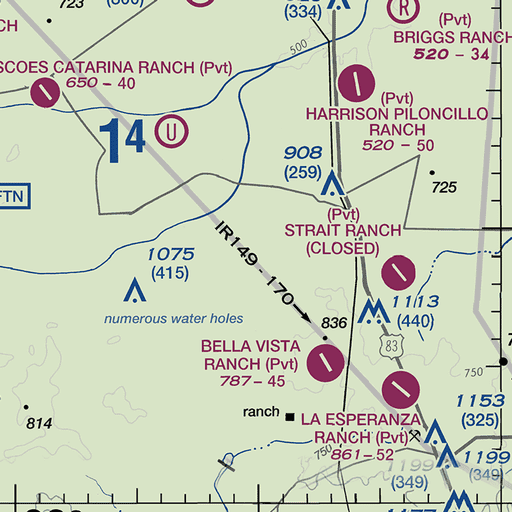 723
(334)
R
(Pvt)
BRIGGS RANCH
520 - 34
500
SCOES CATARINA RANCH (Pvt)
650 - 40
(Pvt)
HARRISON PILONCILLO
RANCH
520 - 50
14
U
908
(259)
725
FTN
(Pvt)
STRAIT RANCH
(CLOSED)
IR149 - 170
1075
(415)
numerous water holes
1113
(440)
836
83
BELLA VISTA
RANCH (Pvt)
787 - 45
750
814
ranch
LA ESPERANZA
RANCH (Pvt)
861 - 52
750
1153
(325)
1199
(349)
1199
(349)